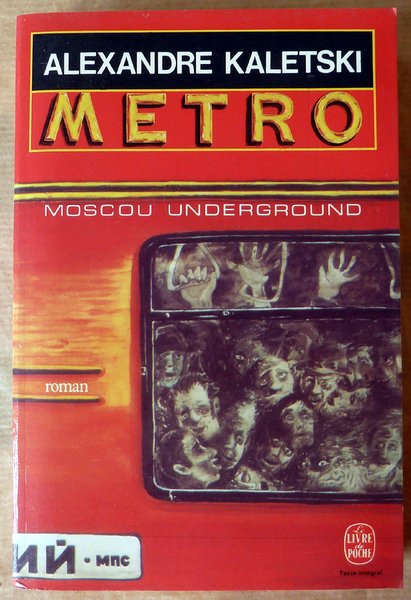 ALEXANDRE KALETSKI
METRO
MOSCOU UNDERGROUND
roman
ИЙ · МПС
Le
LIVRE
de
POCHE
Texte intégral